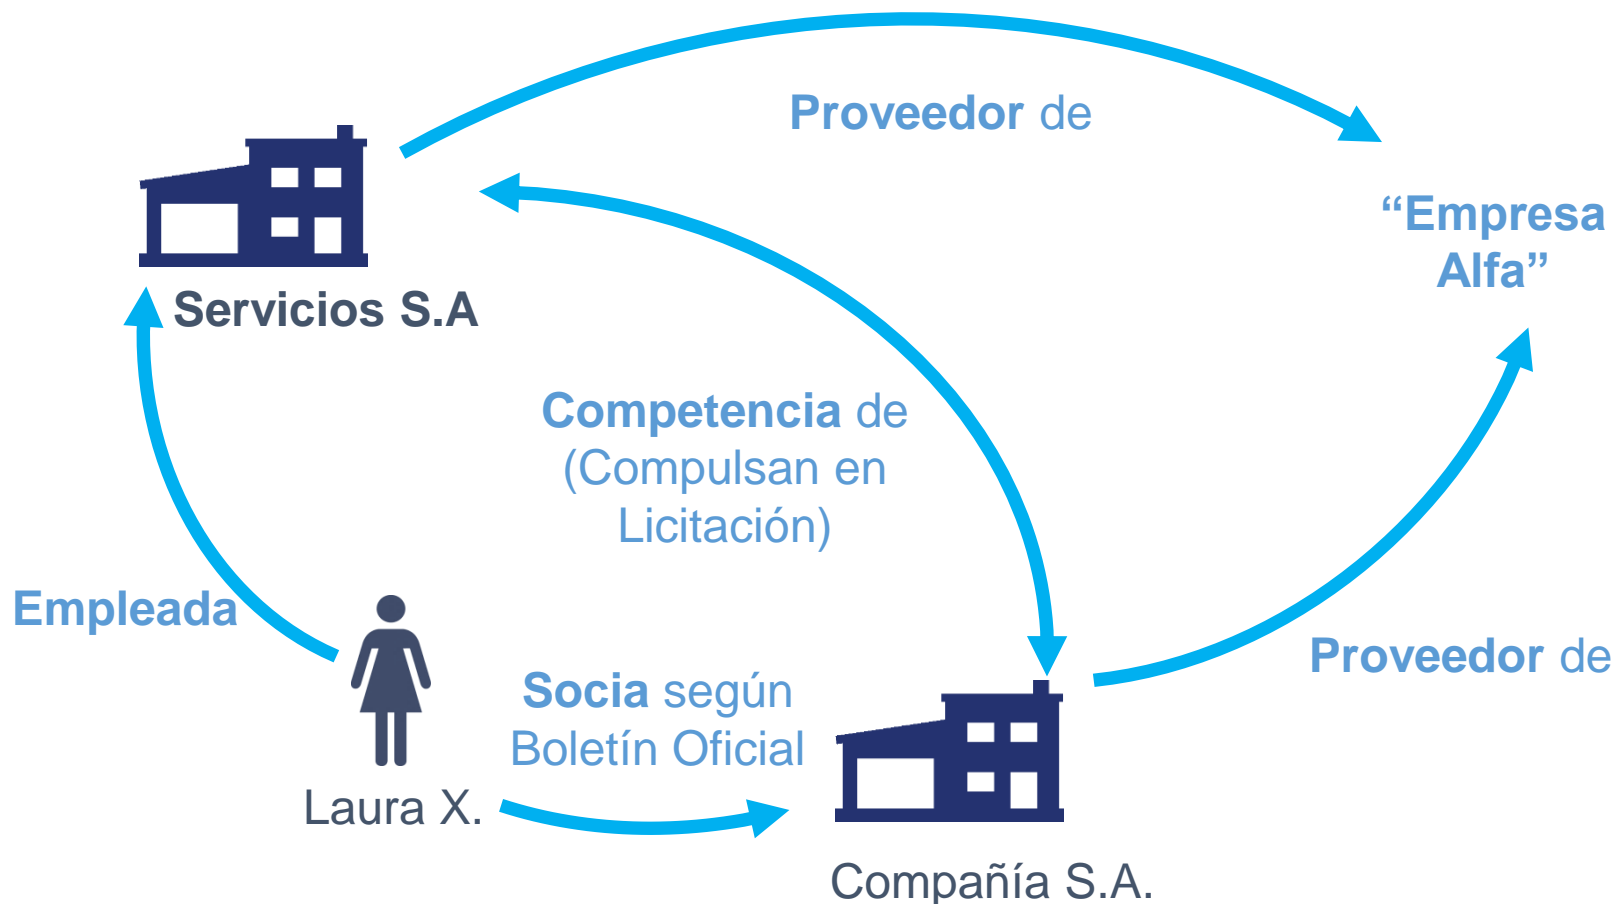 Proveedor de
“Empresa
Alfa”
Servicios S.A
Competencia de
(Compulsan en
Licitación)
Empleada
Proveedor de
Socia según
Boletín Oficial
Laura X.
Compañía S.A.